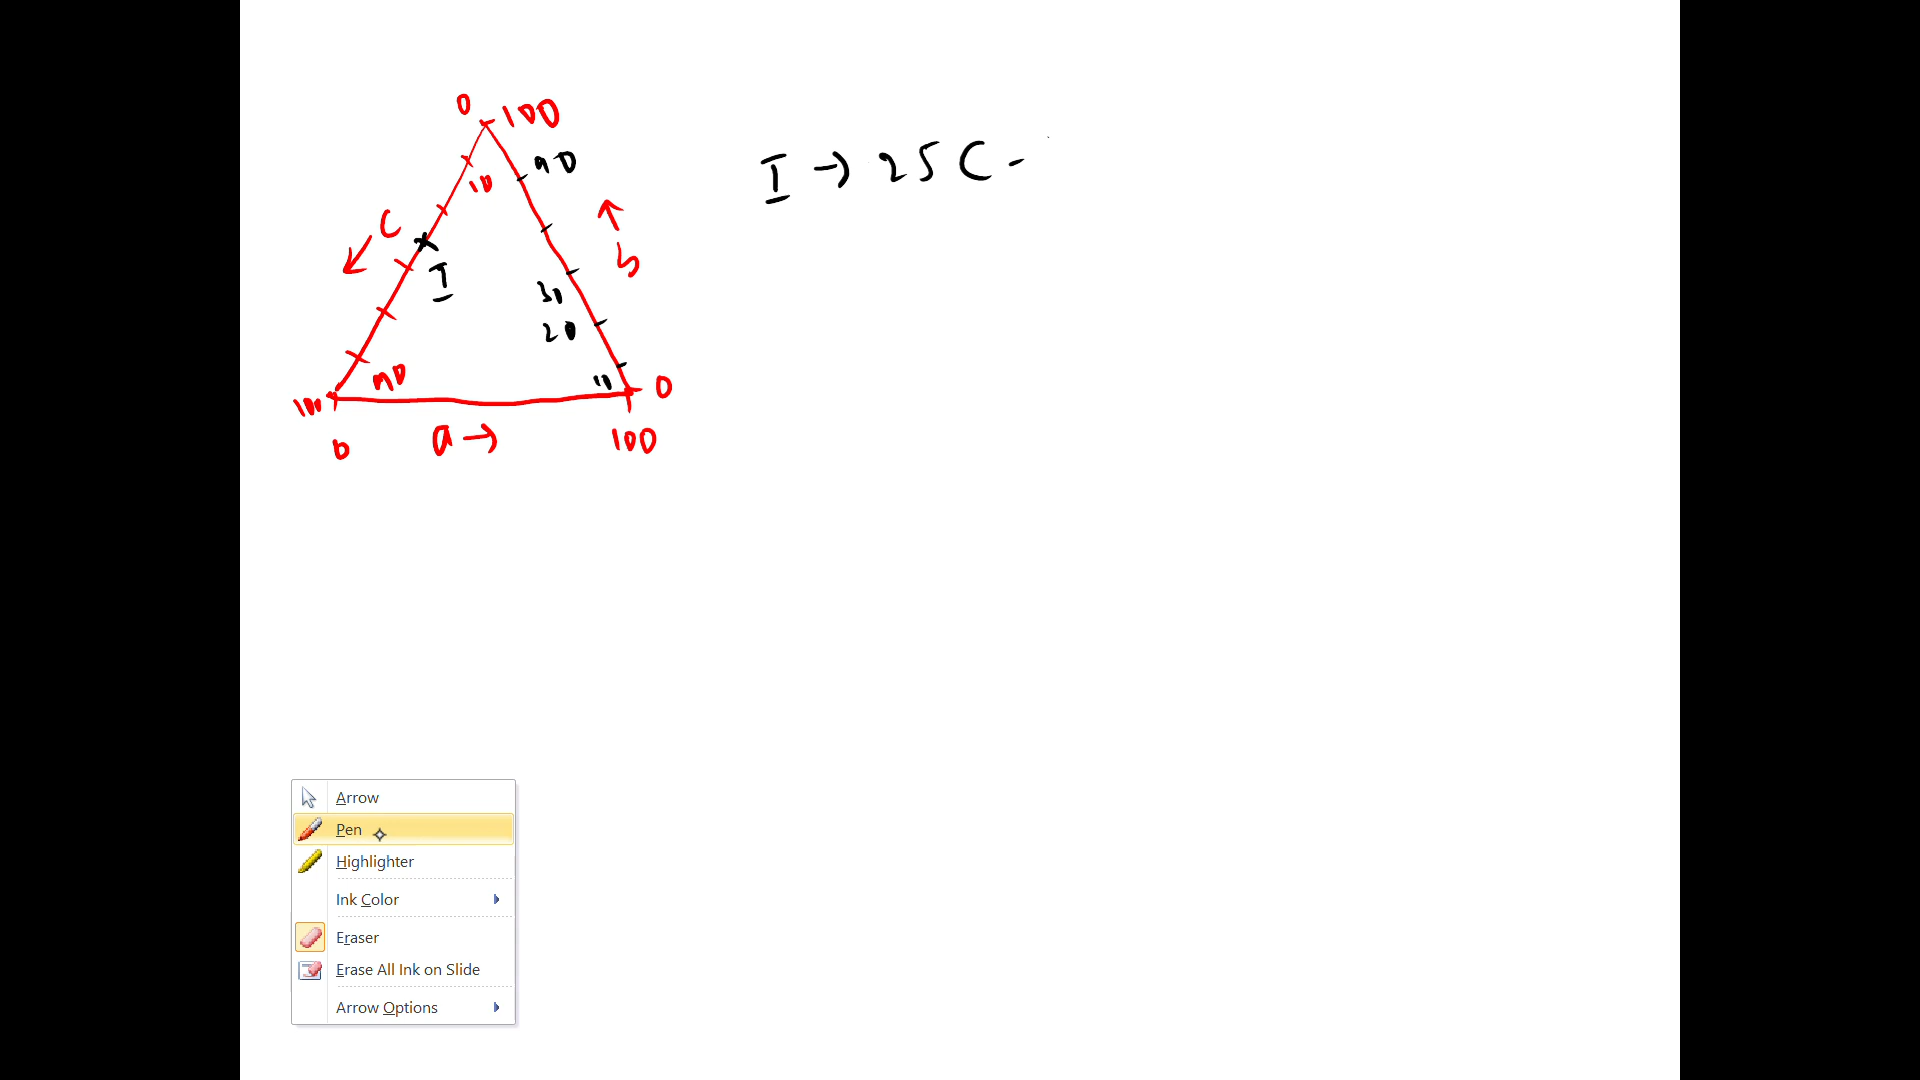 0 100
90
10
I → 25 C -
C
b
I
30
20
90
10
100
0
0
a →
100
Arrow
Pen
Highlighter
Ink Color
Eraser
Erase All Ink on Slide
Arrow Options